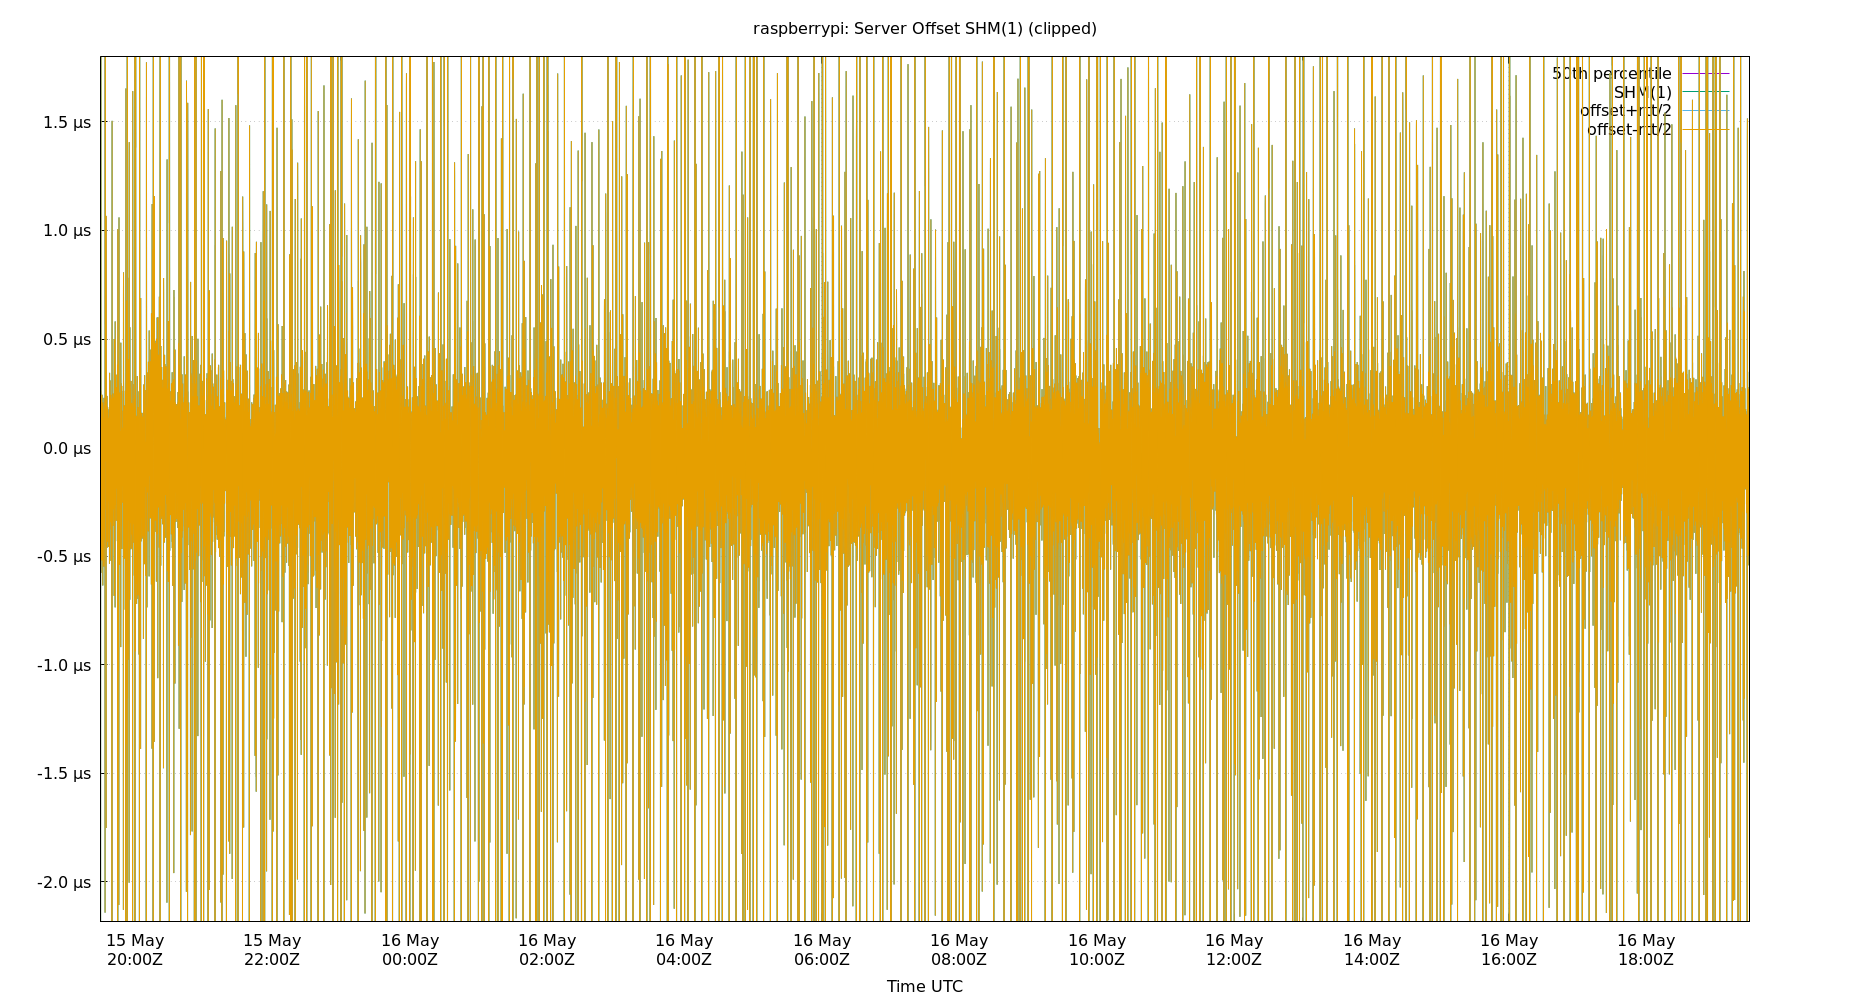 raspberrypi: Server Offset SHM(1) (clipped)
50th percentile
SHM(1)
offset+rtt/2
offset-rtt/2
1.5 µs
1.0 µs
0.5 µs
0.0 µs
-0.5 µs
-1.0 µs
-1.5 µs
-2.0 µs
15 May 15 May 16 May 16 May 16 May 16 May 16 May 16 May 16 May 16 May 16 May 16 May
20:00Z 22:00Z 00:00Z 02:00Z 04:00Z 06:00Z 08:00Z 10:00Z 12:00Z 14:00Z 16:00Z 18:00Z
Time UTC